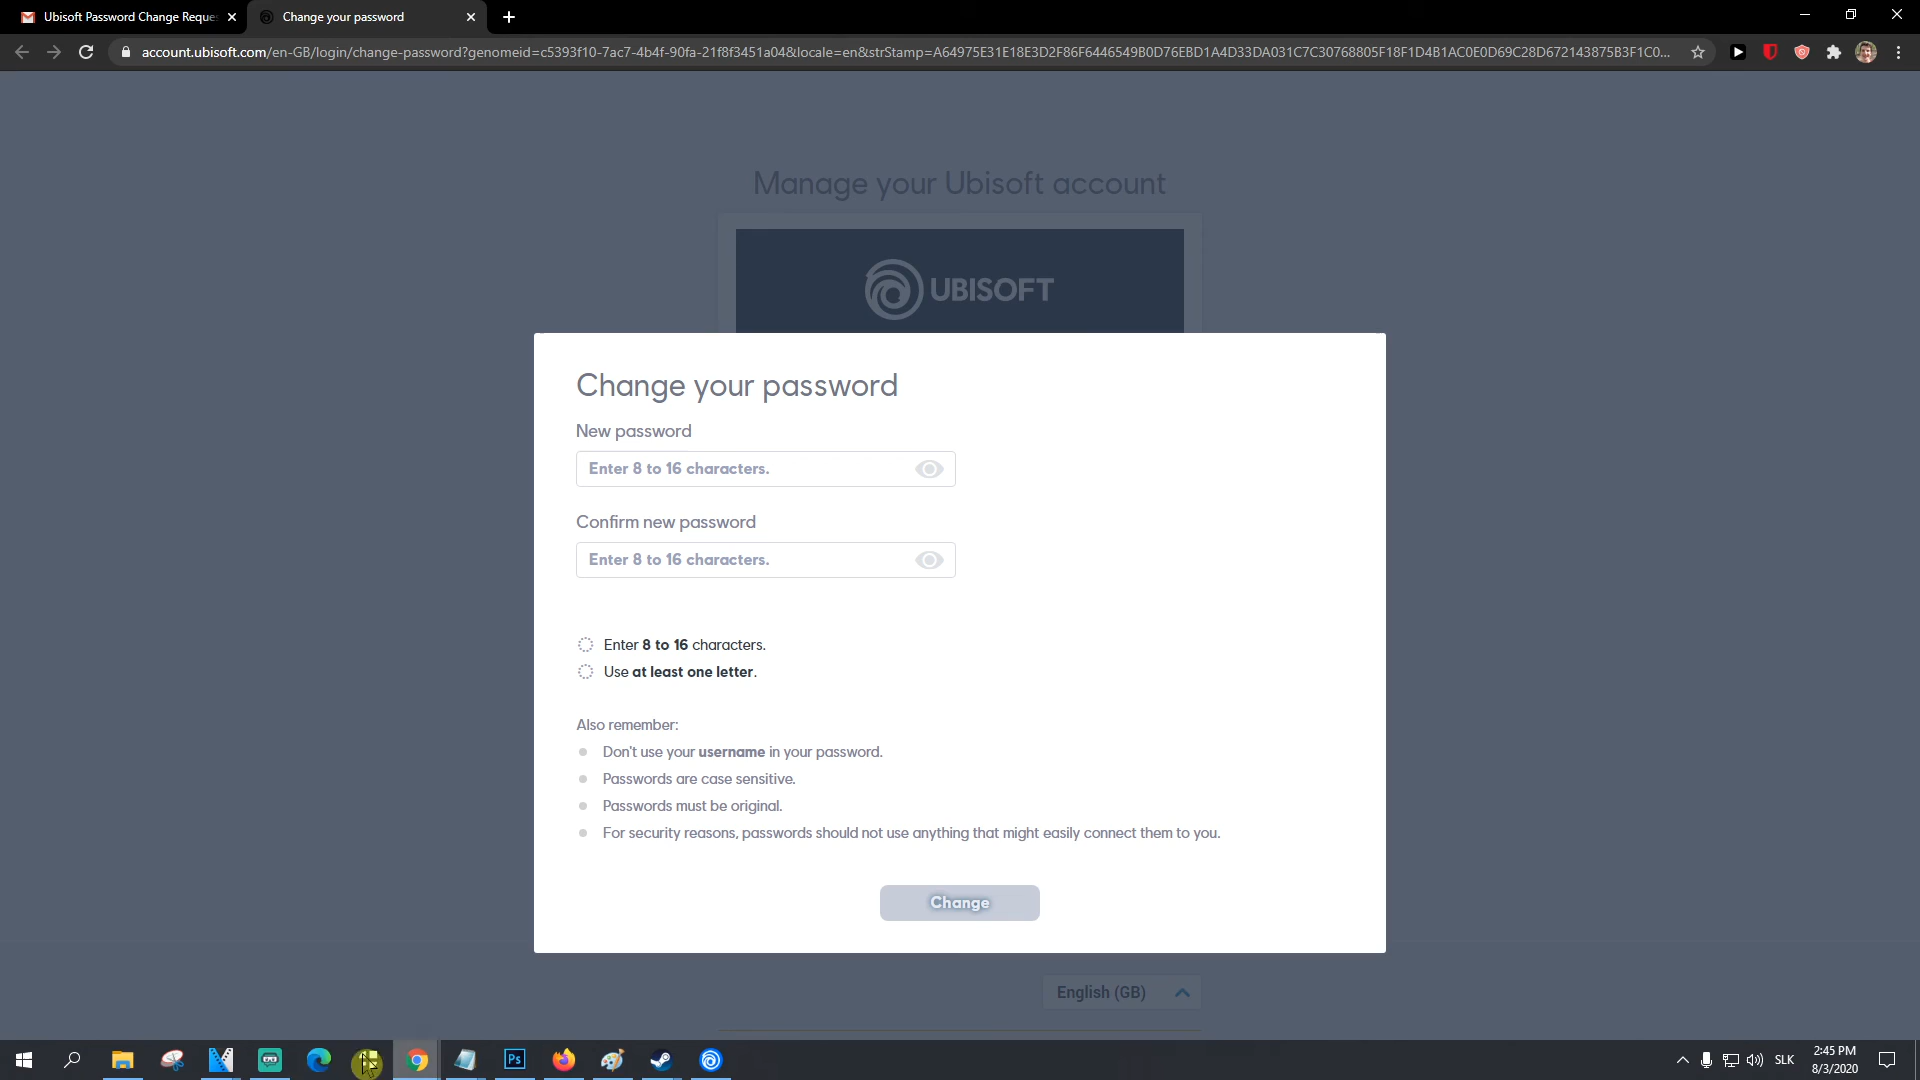 Ubisoft Password Change Reque
Change your password
account.ubisoft.com/en-GB/login/change-password?genomeid=c5393f10-7ac7-4b4f-90fa-21f8f3451a04&locale=en&strStamp=A64975E31E18E3D2F86F6446549B0D76EBD1A4D33DA031C7C30768805F18F1D4B1AC0E0D69C28D672143875B3F1C0...
Manage your Ubisoft account
UBISOFT
Change your password
New password
Enter 8 to 16 characters.
Confirm new password
Enter 8 to 16 characters.
Enter 8 to 16 characters.
Use at least one letter.
Also remember:
Don't use your username in your password.
Passwords are case sensitive.
Passwords must be original.
For security reasons, passwords should not use anything that might easily connect them to you.
Change
English (GB)
Ps
SLK
2:45 PM
8/3/2020